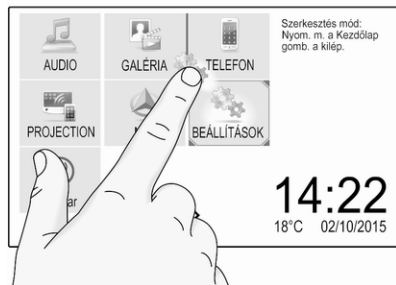 Szerkesztés mód:
Nyom. m. a Kezdőlap
gomb. a kilép.
AUDIO
GALÉRIA
TELEFON
PROJECTION
BEÁLLÍTÁSOK
14:22
18°C 02/10/2015